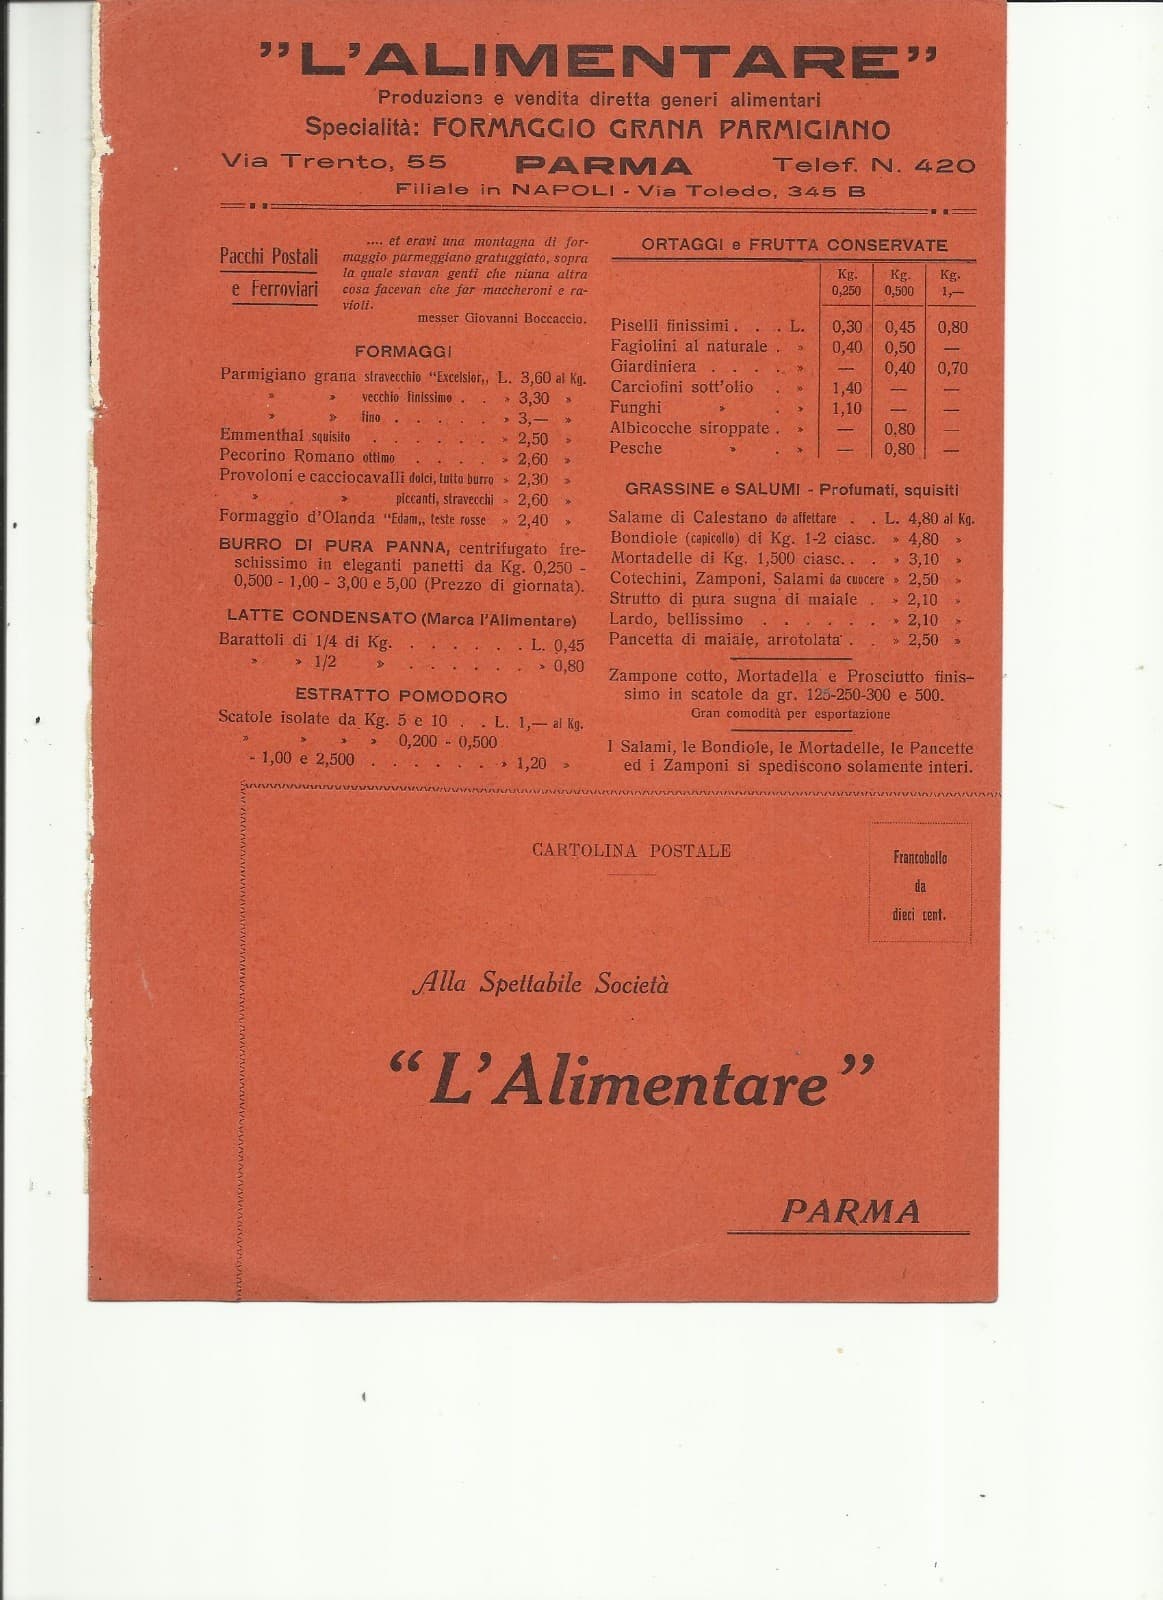 "L'ALIMENTARE"
Produzione e vendita diretta generi alimentari
Specialità: FORMAGGIO GRANA PARMIGIANO
Via Trento, 55 PARMA Telef. N. 420
Filiale in NAPOLI - Via Toledo, 345 B
Pacchi Postali
e Ferroviari
.... et eravi una montagna di for-
maggio parmeggiano gratuggiato, sopra
la quale stavan genti che niuna altra
cosa facevan che far maccheroni e ra-
violi.
messer Giovanni Boccaccio.
FORMAGGI
Parmigiano grana stravecchio "Excelsior„ L. 3,60 al Kg.
» » vecchio finissimo . . » 3,30 »
» » fino . . . . . » 3,— »
Emmenthal squisito . . . . . . » 2,50 »
Pecorino Romano ottimo . . . . » 2,60 »
Provoloni e cacciocavalli dolci, tutto burro » 2,30 »
» » piccanti, stravecchi » 2,60 »
Formaggio d'Olanda "Edam„ teste rosse » 2,40 »
BURRO DI PURA PANNA, centrifugato fre-
schissimo in eleganti panetti da Kg. 0,250 -
0,500 - 1,00 - 3,00 e 5,00 (Prezzo di giornata).
LATTE CONDENSATO (Marca l'Alimentare)
Barattoli di 1/4 di Kg. . . . . . . L. 0,45
» » 1/2 » . . . . . . » 0,80
ESTRATTO POMODORO
Scatole isolate da Kg. 5 e 10 . . L. 1,— al Kg.
» » » » 0,200 - 0,500
- 1,00 e 2,500 . . . . . . . » 1,20 »
ORTAGGI e FRUTTA CONSERVATE
Kg. Kg. Kg.
0,250 0,500 1,—
Piselli finissimi . . . L. 0,30 0,45 0,80
Fagiolini al naturale . » 0,40 0,50 —
Giardiniera . . . . » — 0,40 0,70
Carciofini sott'olio . » 1,40 — —
Funghi » . » 1,10 — —
Albicocche siroppate . » — 0,80 —
Pesche » . » — 0,80 —
GRASSINE e SALUMI - Profumati, squisiti
Salame di Calestano da affettare . . L. 4,80 al Kg.
Bondiole (capicollo) di Kg. 1-2 ciasc. » 4,80 »
Mortadelle di Kg. 1,500 ciasc. . . » 3,10 »
Cotechini, Zamponi, Salami da cuocere » 2,50 »
Strutto di pura sugna di maiale . » 2,10 »
Lardo, bellissimo . . . . . . » 2,10 »
Pancetta di maiale, arrotolata . . » 2,50 »
Zampone cotto, Mortadella e Prosciutto finis-
simo in scatole da gr. 125-250-300 e 500.
Gran comodità per esportazione
I Salami, le Bondiole, le Mortadelle, le Pancette
ed i Zamponi si spediscono solamente interi.
CARTOLINA POSTALE
Francobollo
da
dieci cent.
Alla Spettabile Società
"L'Alimentare"
PARMA